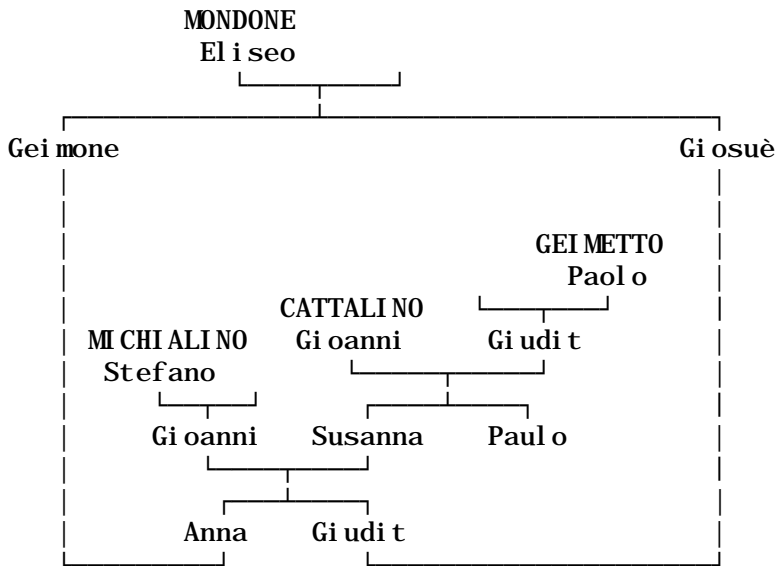 MONDONE
Eliseo
Geimone Giosuè
GEIMETTO
Paolo
CATTALINO
MICHIALINO Gioanni Giudit
Stefano
Gioanni Susanna Paulo
Anna Giudit